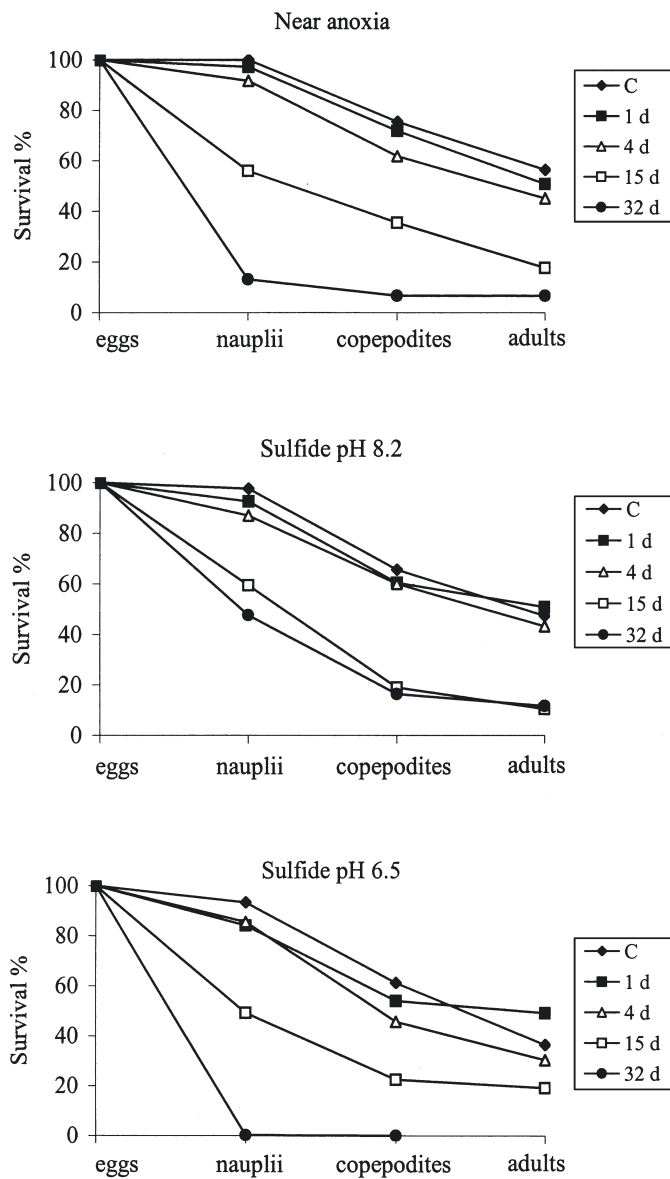 Near anoxia
100
80
60
40
20
0
Survival %
eggs nauplii copepodites adults
C
1 d
4 d
15 d
32 d
Sulfide pH 8.2
100
80
60
40
20
0
Survival %
eggs nauplii copepodites adults
C
1 d
4 d
15 d
32 d
Sulfide pH 6.5
100
80
60
40
20
0
Survival %
eggs nauplii copepodites adults
C
1 d
4 d
15 d
32 d